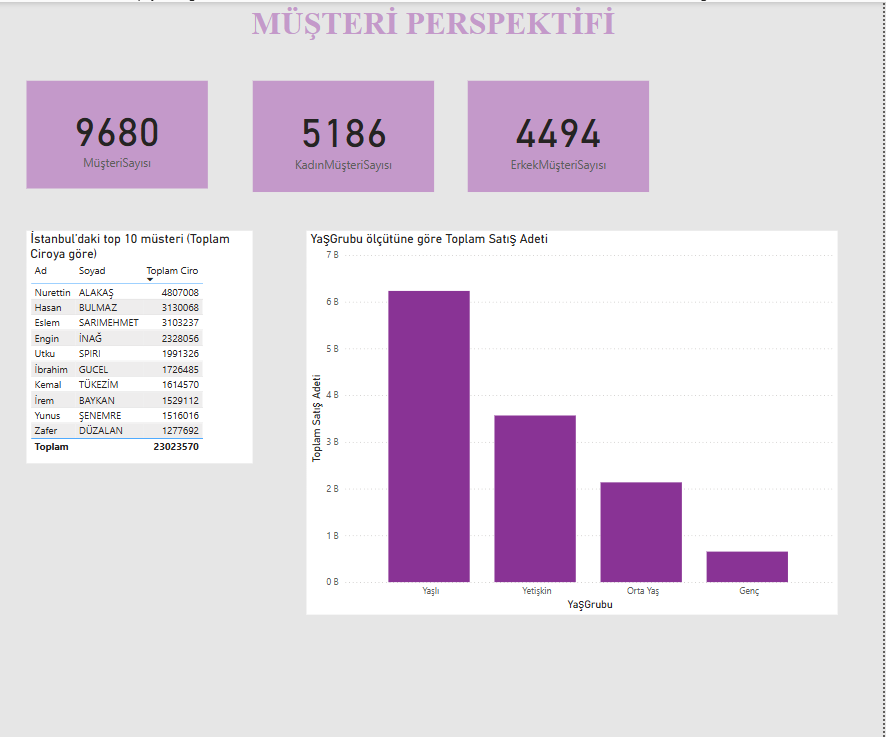 MÜŞTERİ PERSPEKTİFİ
9680
MüşteriSayısı
5186
KadınMüşteriSayısı
4494
ErkekMüşteriSayısı
İstanbul'daki top 10 müsteri (Toplam
Ciroya göre)
Ad Soyad Toplam Ciro
Nurettin ALAKAŞ 4807008
Hasan BULMAZ 3130068
Eslem SARIMEHMET 3103237
Engin İNAĞ 2328056
Utku SPIRI 1991326
İbrahim GUCEL 1726485
Kemal TÜKEZİM 1614570
İrem BAYKAN 1529112
Yunus ŞENEMRE 1516016
Zafer DÜZALAN 1277692
Toplam 23023570
YaŞGrubu ölçütüne göre Toplam SatıŞ Adeti
7 B
6 B
5 B
4 B
3 B
2 B
1 B
0 B
Toplam SatıŞ Adeti
Yaşlı Yetişkin Orta Yaş Genç
YaŞGrubu